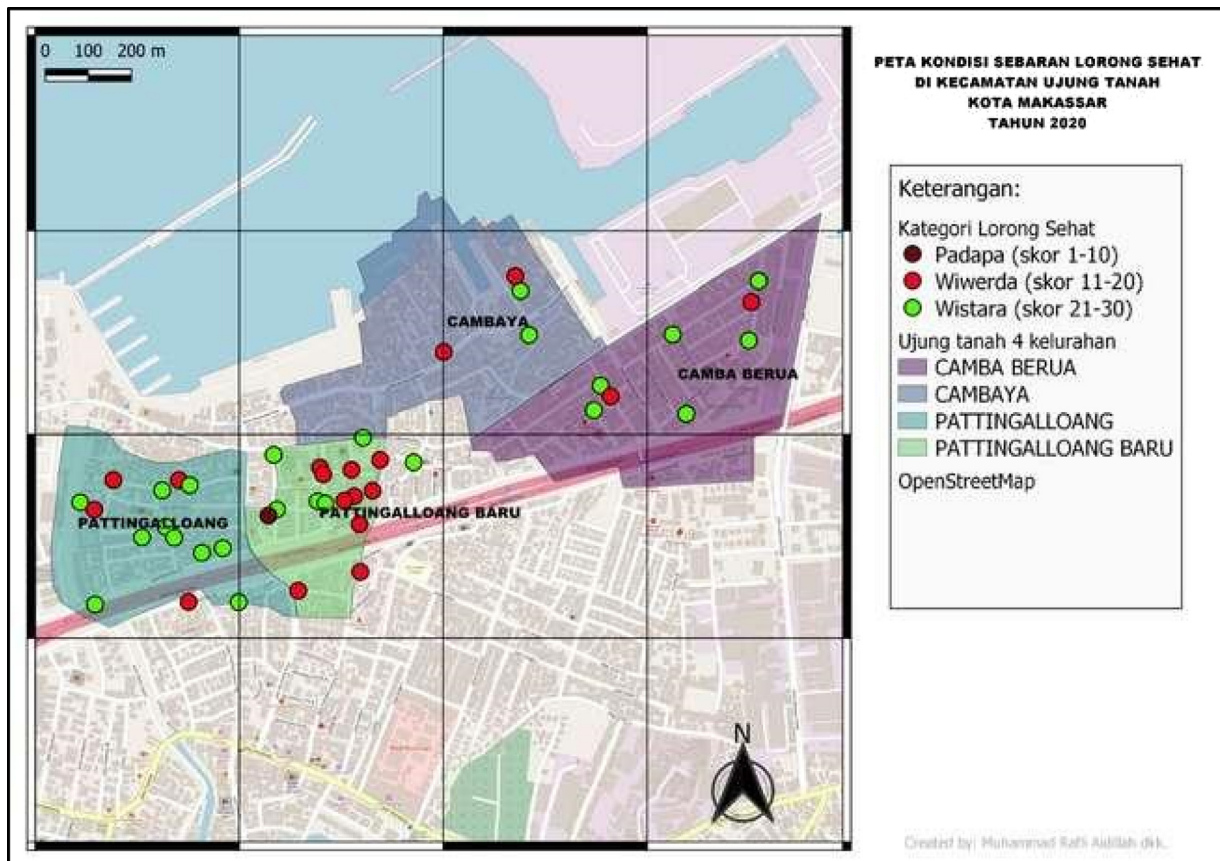 0 100 200 m
PETA KONDISI SEBARAN LORONG SEHAT
DI KECAMATAN UJUNG TANAH
KOTA MAKASSAR
TAHUN 2020
Keterangan:
Kategori Lorong Sehat
Padapa (skor 1-10)
Wiwerda (skor 11-20)
Wistara (skor 21-30)
Ujung tanah 4 kelurahan
CAMBA BERUA
CAMBAYA
PATTINGALLOANG
PATTINGALLOANG BARU
OpenStreetMap
CAMBAYA
CAMBA BERUA
PATTINGALLOANG BARU
PATTINGALLOANG
N
Created by: Muhammad Rafli Aidillah dkk.